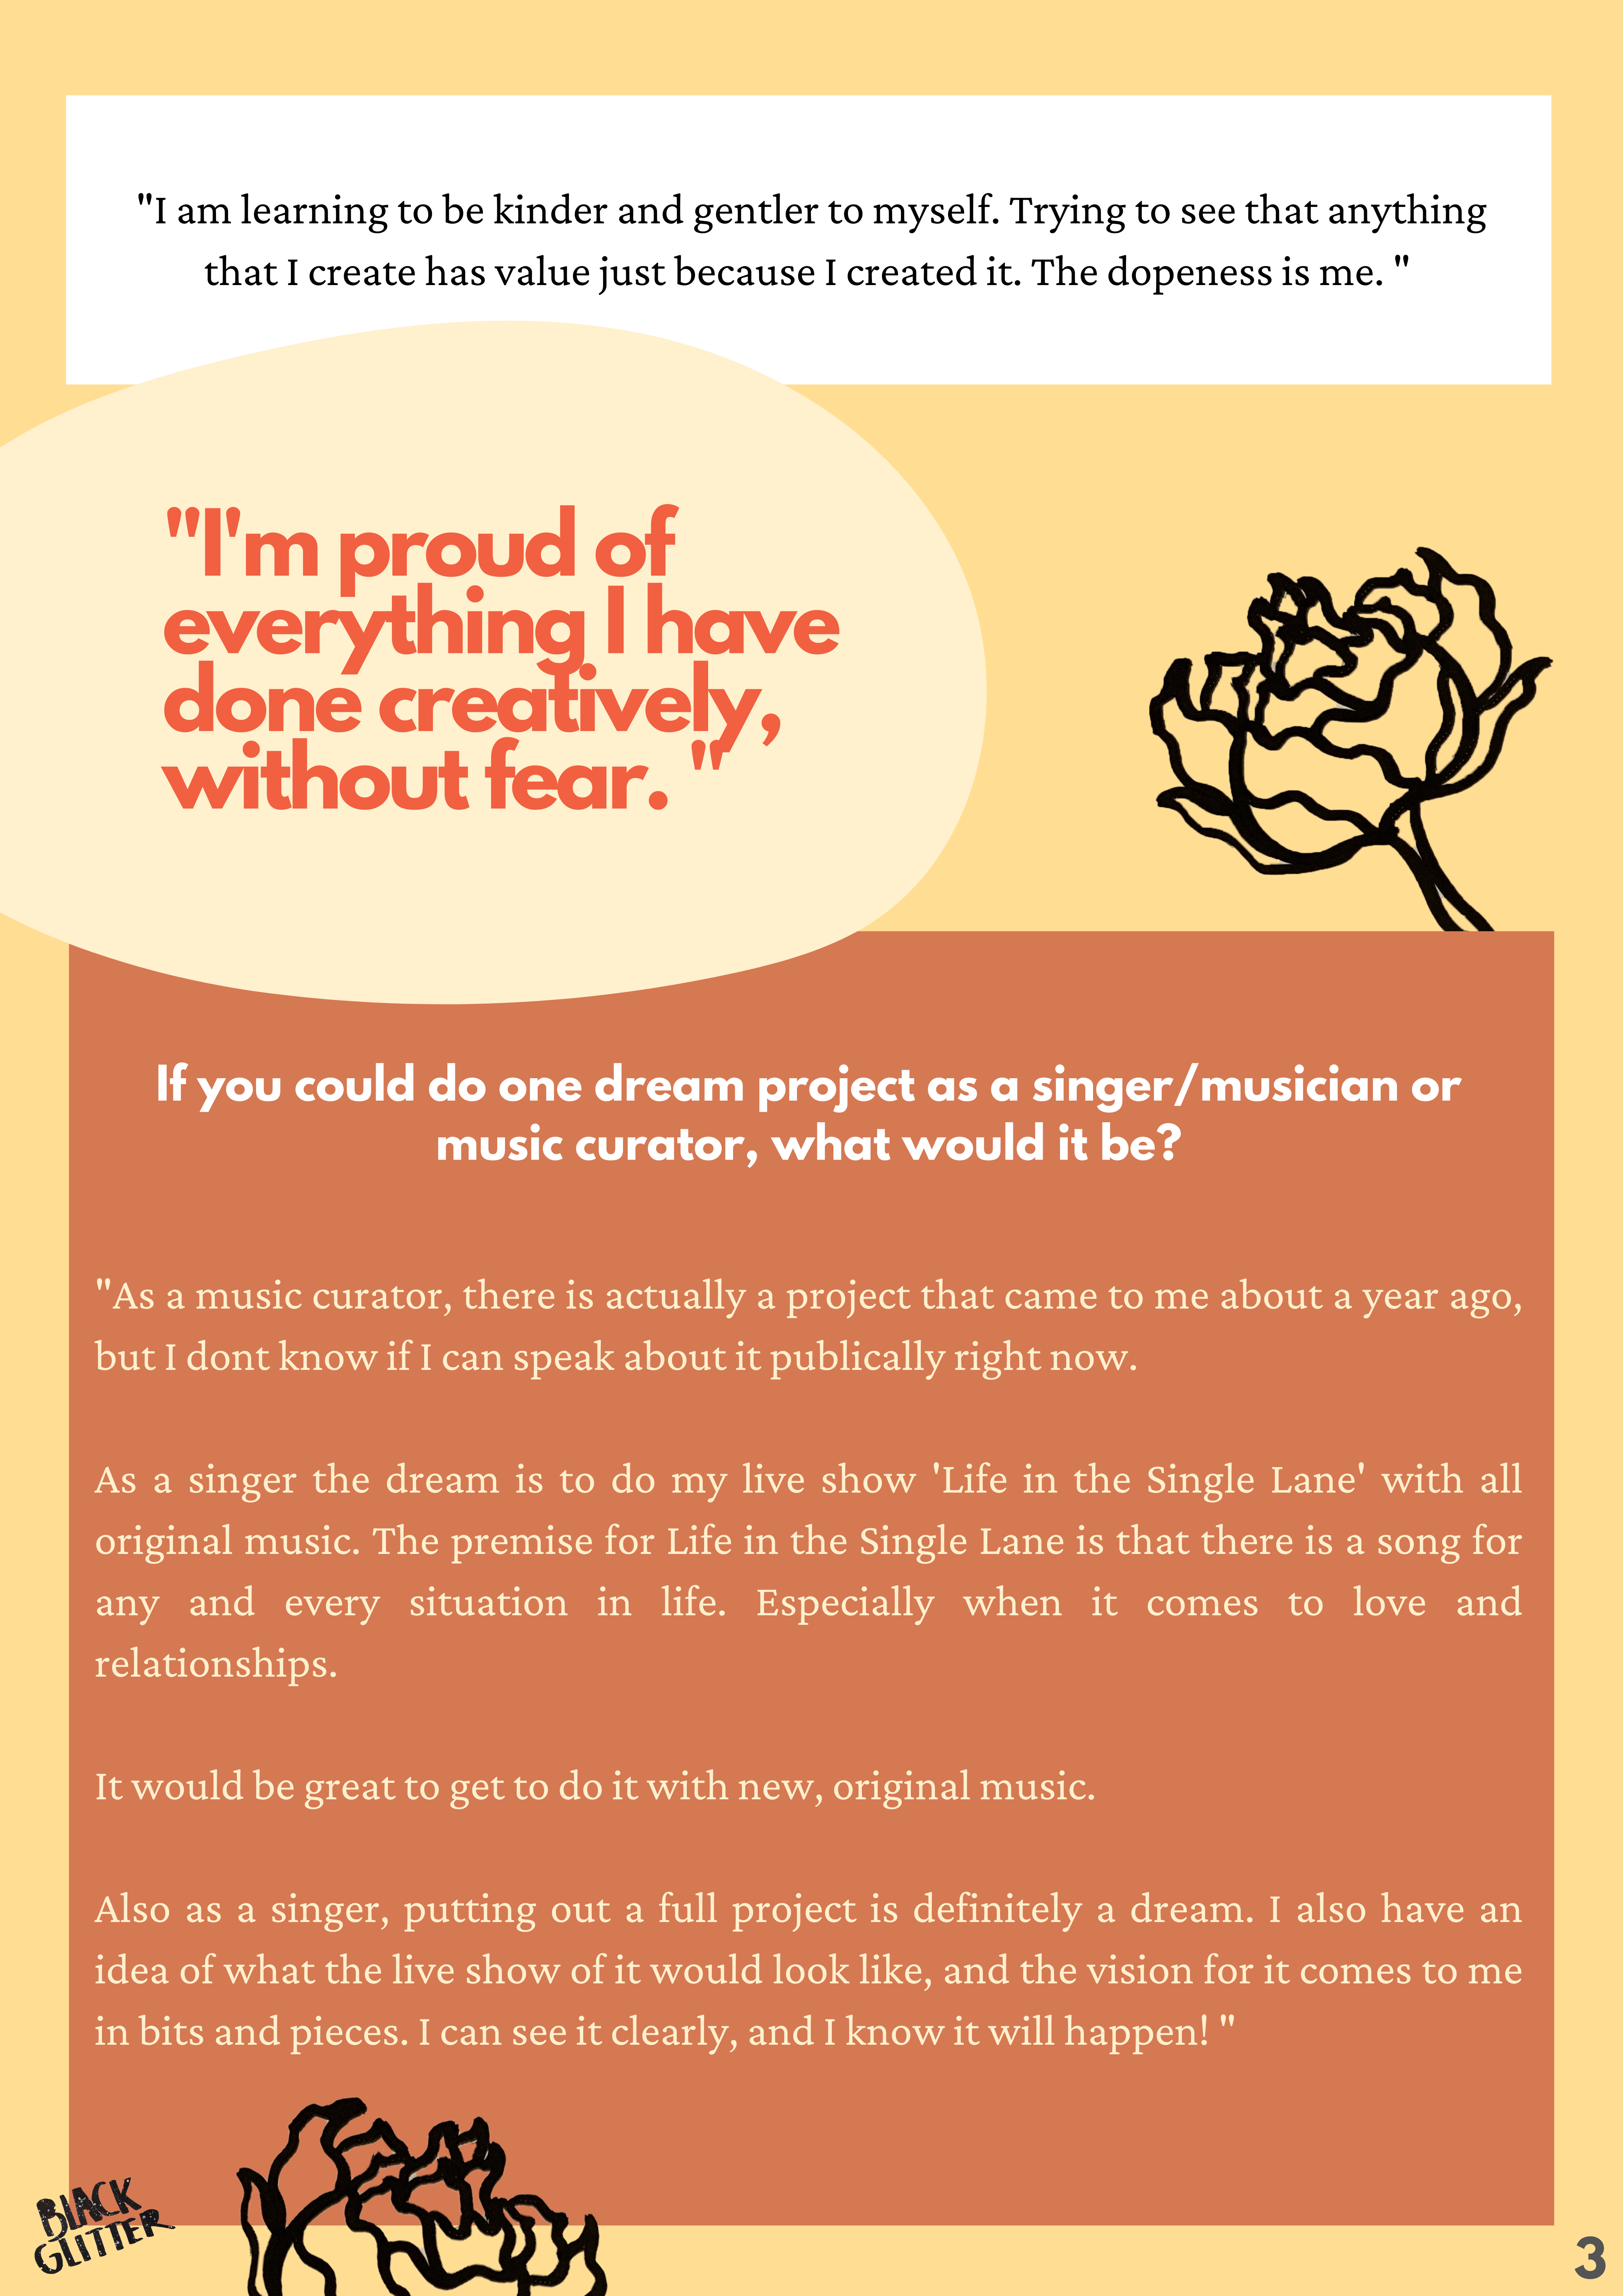 "I am learning to be kinder and gentler to myself. Trying to see that anything
that I create has value just because I created it. The dopeness is me. "
"I'm proud of
everything I have
done creatively,
without fear. "
If you could do one dream project as a singer/musician or
music curator, what would it be?
"As a music curator, there is actually a project that came to me about a year ago,
but I dont know if I can speak about it publically right now.
As a singer the dream is to do my live show 'Life in the Single Lane' with all
original music. The premise for Life in the Single Lane is that there is a song for
any and every situation in life. Especially when it comes to love and
relationships.
It would be great to get to do it with new, original music.
Also as a singer, putting out a full project is definitely a dream. I also have an
idea of what the live show of it would look like, and the vision for it comes to me
in bits and pieces. I can see it clearly, and I know it will happen! "
BLACK
GLITTER
3